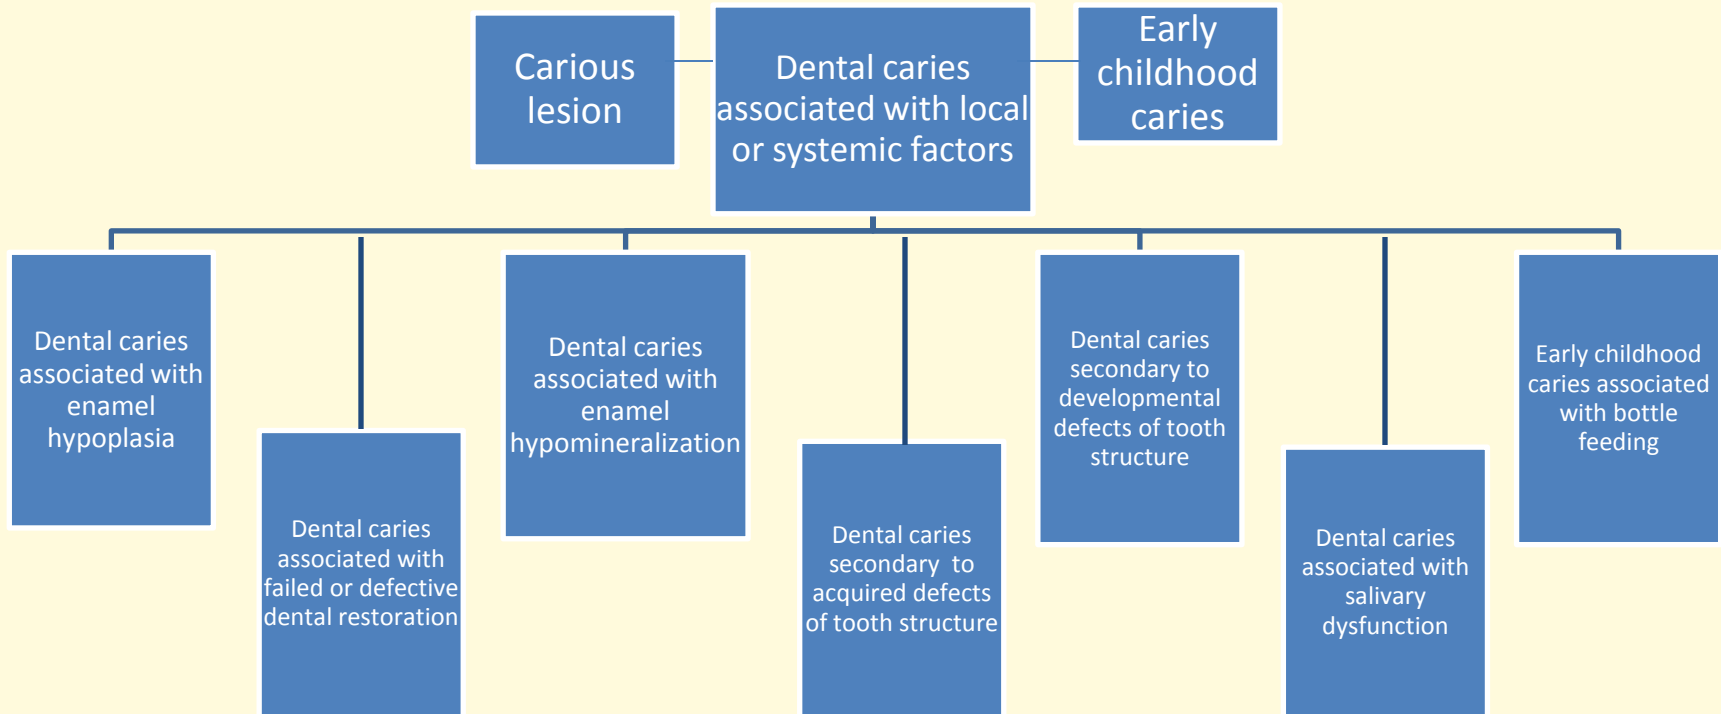 Carious
lesion
Dental caries
associated with local
or systemic factors
Early
childhood
caries
Dental caries
associated with
enamel
hypoplasia
Dental caries
associated with
failed or defective
dental restoration
Dental caries
associated with
enamel
hypomineralization
Dental caries
secondary to
acquired defects
of tooth structure
Dental caries
secondary to
developmental
defects of tooth
structure
Dental caries
associated with
salivary
dysfunction
Early childhood
caries associated
with bottle
feeding